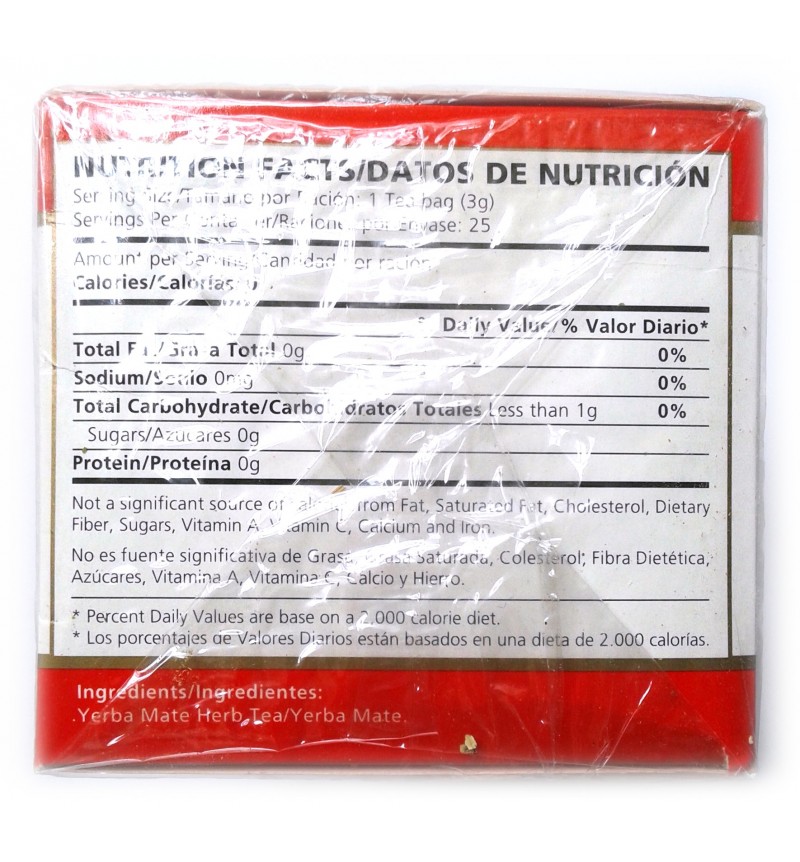 NUTRITION FACTS/DATOS DE NUTRICIÓN
Serving Size/Tamaño por Ración: 1 Tea bag (3g)
Servings Per Container/Raciones por Envase: 25
Amount per Serving/Cantidad por ración
Calories/Calorías: 0
% Daily Value/% Valor Diario*
Total Fat/Grasa Total 0g 0%
Sodium/Sodio 0mg 0%
Total Carbohydrate/Carbohidratos Totales Less than 1g 0%
Sugars/Azúcares 0g
Protein/Proteína 0g
Not a significant source of from Fat, Saturated Fat, Cholesterol, Dietary
Fiber, Sugars, Vitamin A, Vitamin C, Calcium and Iron.
No es fuente significativa de Grasa, Grasa Saturada, Colesterol, Fibra Dietética,
Azúcares, Vitamina A, Vitamina C, Calcio y Hierro.
* Percent Daily Values are base on a 2,000 calorie diet.
* Los porcentajes de Valores Diarios están basados en una dieta de 2.000 calorías.
Ingredients/Ingredientes:
Yerba Mate Herb Tea/Yerba Mate.